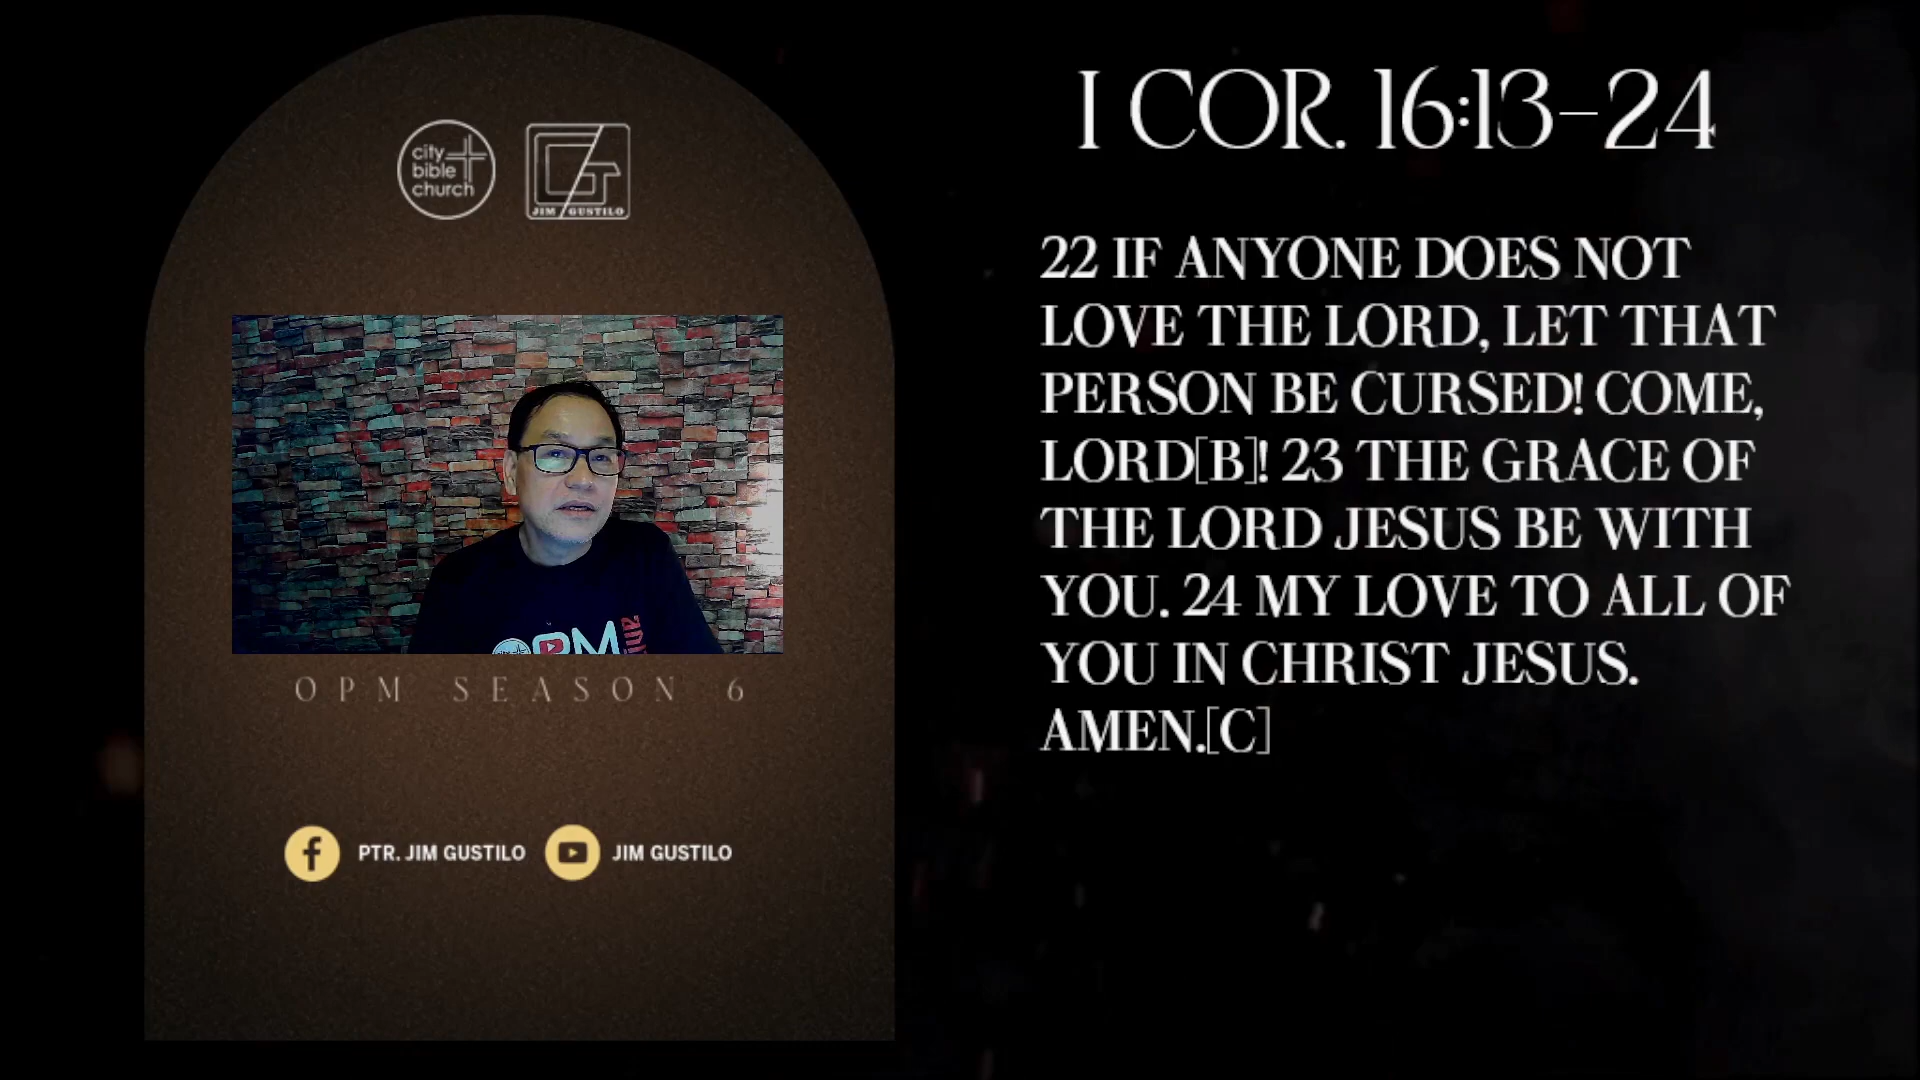 city
bible
church
JIM GUSTILO
OPM
OPM SEASON 6
PTR. JIM GUSTILO
JIM GUSTILO
I COR. 16:13-24
22 IF ANYONE DOES NOT
LOVE THE LORD, LET THAT
PERSON BE CURSED! COME,
LORD[B]! 23 THE GRACE OF
THE LORD JESUS BE WITH
YOU. 24 MY LOVE TO ALL OF
YOU IN CHRIST JESUS.
AMEN.[C]